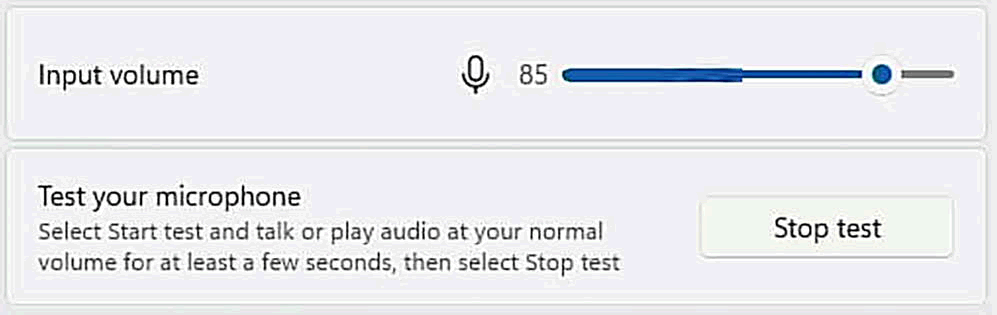 Input volume
85
Test your microphone
Select Start test and talk or play audio at your normal
volume for at least a few seconds, then select Stop test
Stop test